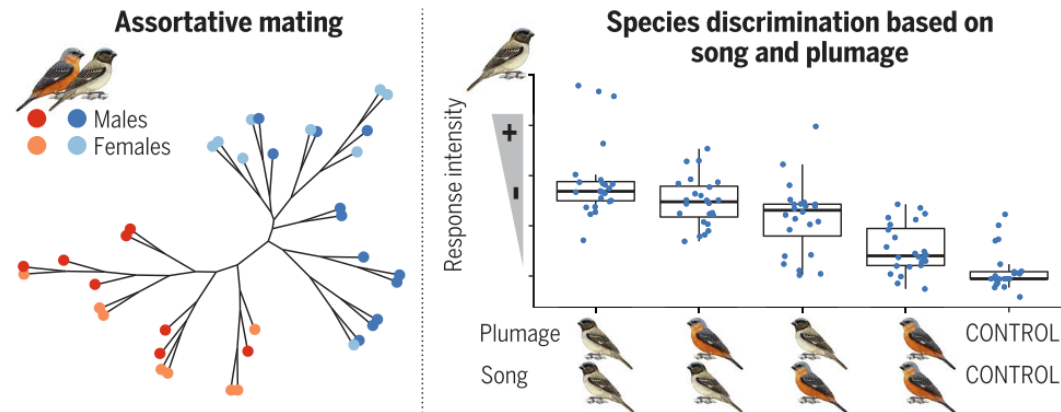 Assortative mating
Males
Females
Species discrimination based on
song and plumage
Response intensity
+
-
Plumage
CONTROL
Song
CONTROL